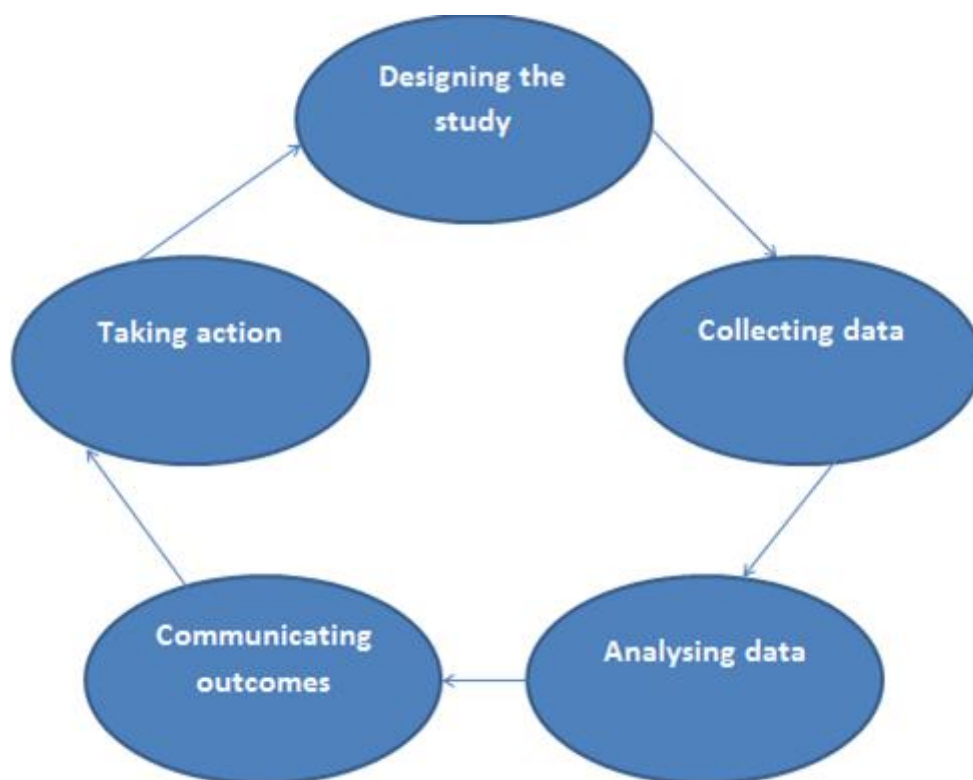 Designing the
study
Collecting data
Analysing data
Communicating
outcomes
Taking action